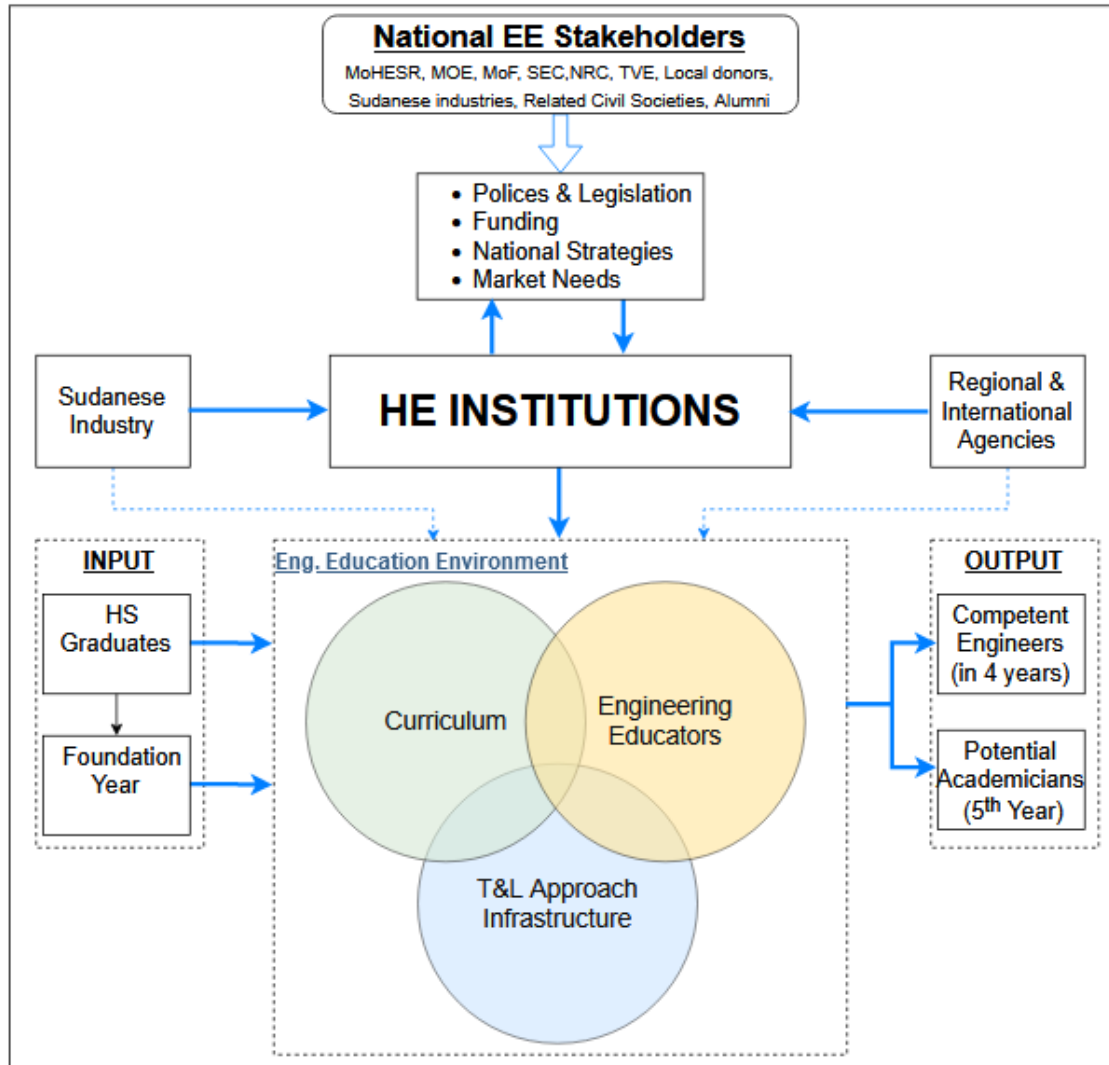 National EE Stakeholders
MoHESR, MOE, MoF, SEC,NRC, TVE, Local donors,
Sudanese industries, Related Civil Societies, Alumni
• Polices & Legislation
• Funding
• National Strategies
• Market Needs
Sudanese
Industry
HE INSTITUTIONS
Regional &
International
Agencies
INPUT
HS
Graduates
Foundation
Year
Eng. Education Environment
Curriculum
Engineering
Educators
T&L Approach
Infrastructure
OUTPUT
Competent
Engineers
(in 4 years)
Potential
Academicians
(5th Year)